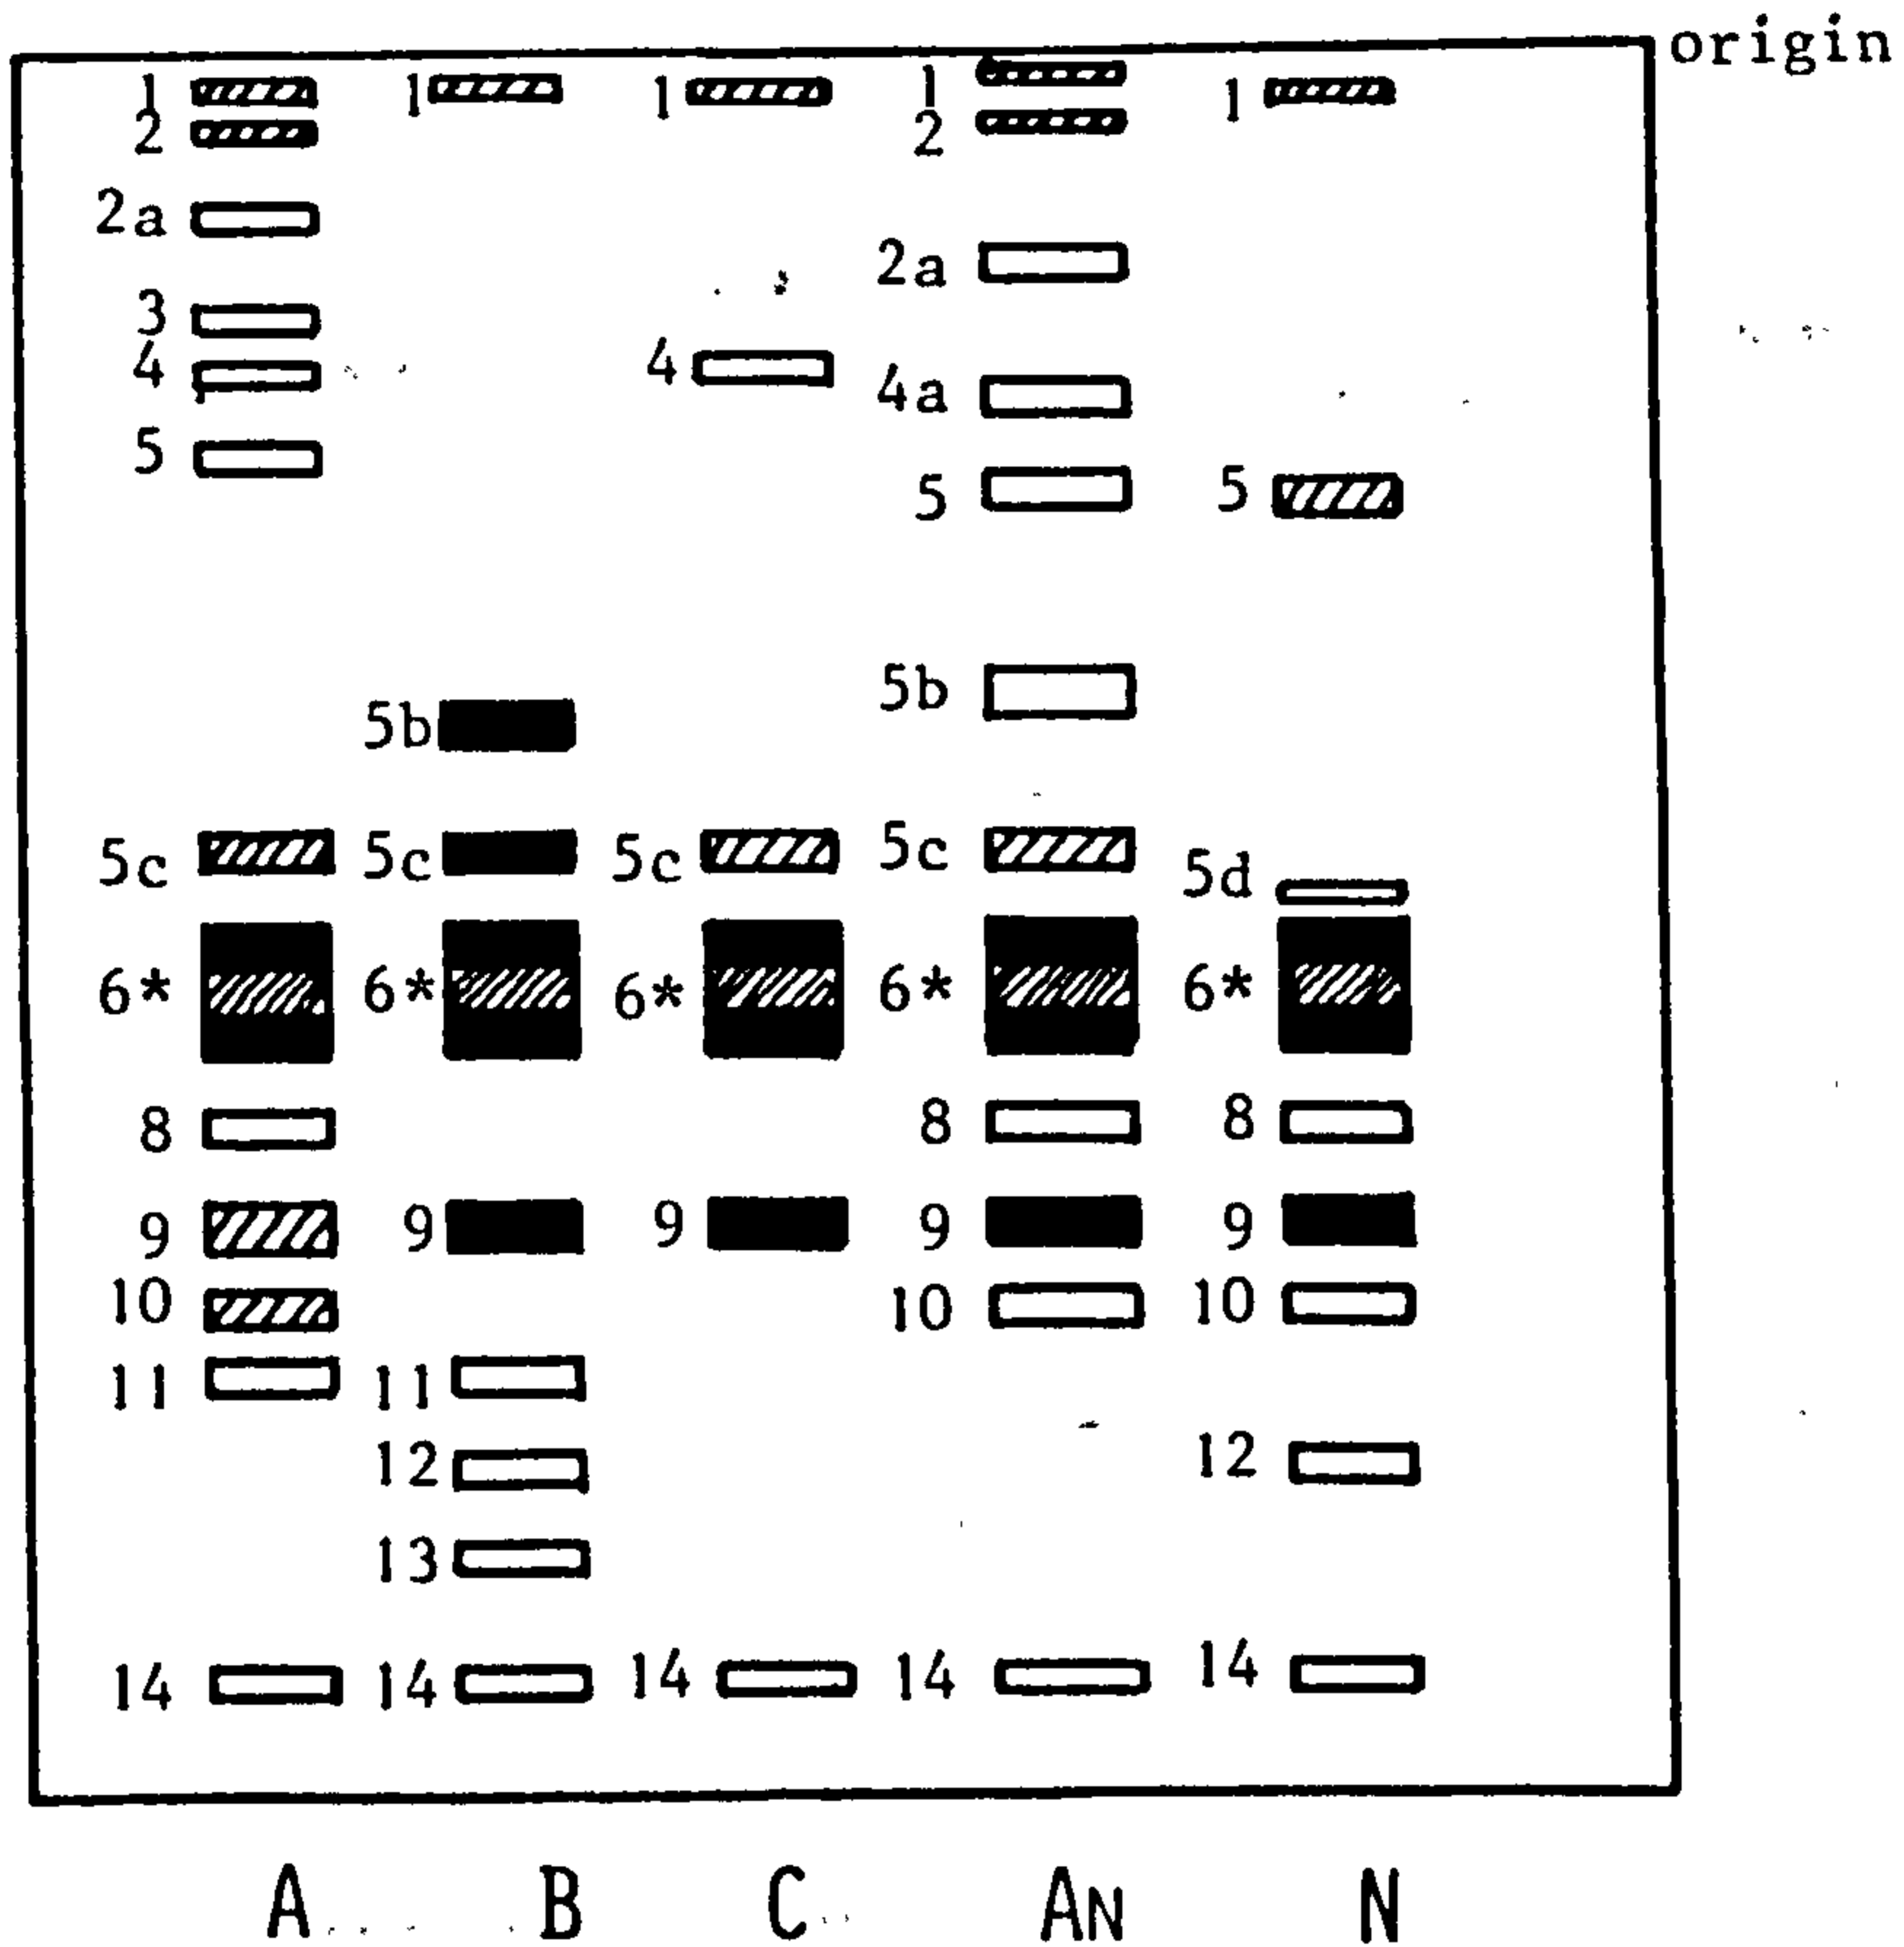 origin
1 1 1 1 1
2 2
2a 2a
3
4 4 4a
5 5 5
5b 5b
5c 5c 5c 5c 5d
6* 6* 6* 6* 6*
8 8 8
9 9 9 9 9
10 10 10
11 11
12 12
13
14 14 14 14 14
A B C AN N